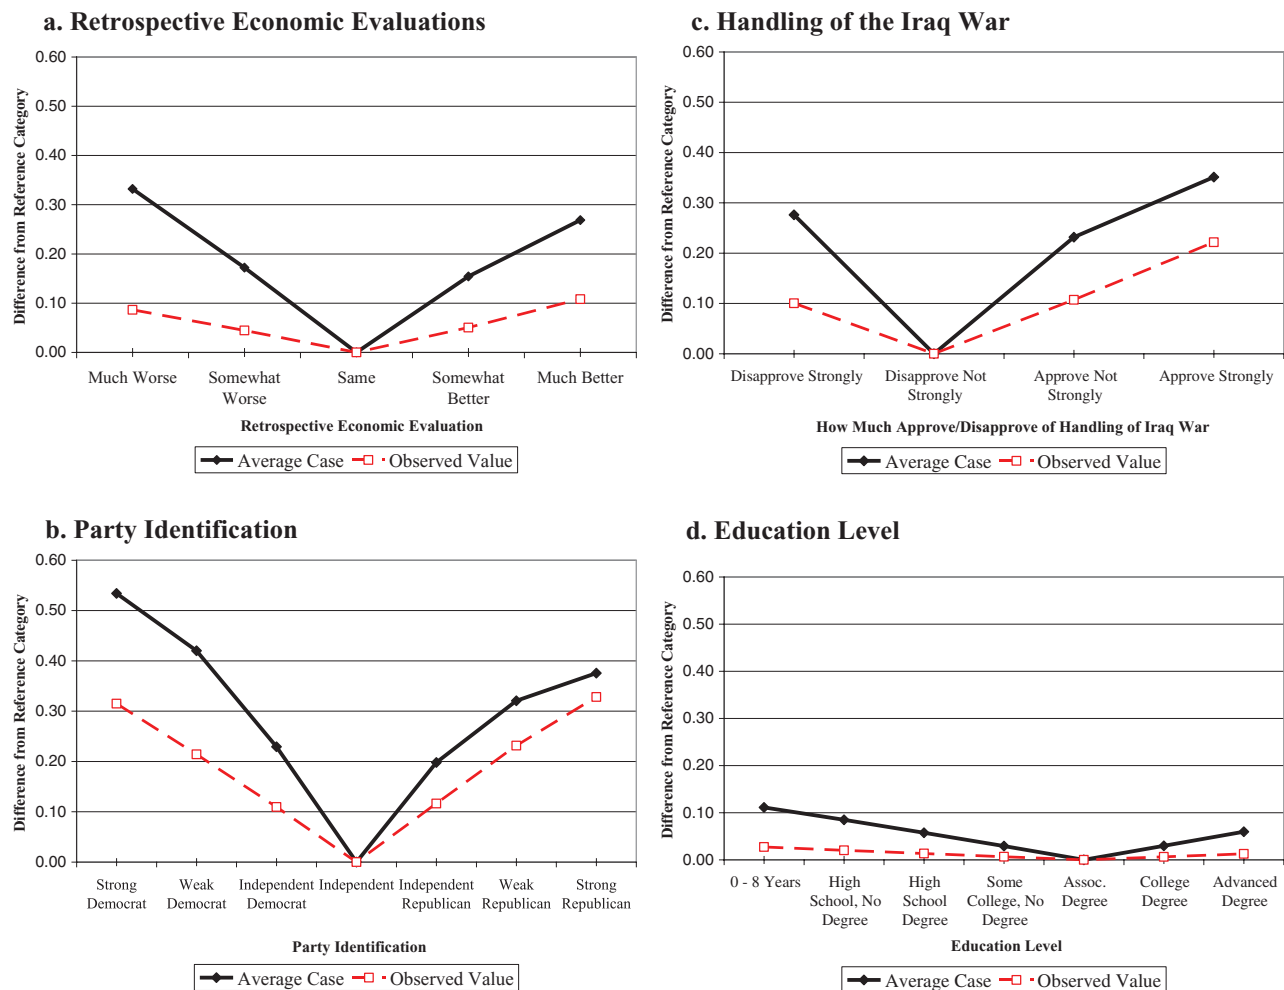 a. Retrospective Economic Evaluations
0.60
0.50
0.40
0.30
0.20
0.10
0.00
Difference from Reference Category
Much Worse
Somewhat
Worse
Same
Somewhat
Better
Much Better
Retrospective Economic Evaluation
Average Case
Observed Value
c. Handling of the Iraq War
0.60
0.50
0.40
0.30
0.20
0.10
0.00
Difference from Reference Category
Disapprove Strongly
Disapprove Not
Strongly
Approve Not
Strongly
Approve Strongly
How Much Approve/Disapprove of Handling of Iraq War
Average Case
Observed Value
b. Party Identification
0.60
0.50
0.40
0.30
0.20
0.10
0.00
Difference from Reference Category
Strong
Democrat
Weak
Democrat
Independent
Democrat
Independent
Independent
Republican
Weak
Republican
Strong
Republican
Party Identification
Average Case
Observed Value
d. Education Level
0.60
0.50
0.40
0.30
0.20
0.10
0.00
Difference from Reference Category
0 - 8 Years
High
School, No
Degree
High
School
Degree
Some
College, No
Degree
Assoc.
Degree
College
Degree
Advanced
Degree
Education Level
Average Case
Observed Value